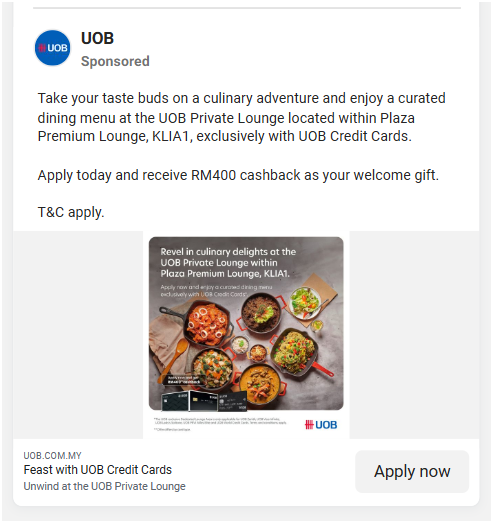 UOB
UOB
Sponsored
Take your taste buds on a culinary adventure and enjoy a curated
dining menu at the UOB Private Lounge located within Plaza
Premium Lounge, KLIA1, exclusively with UOB Credit Cards.
Apply today and receive RM400 cashback as your welcome gift.
T&C apply.
Revel in culinary delights at the
UOB Private Lounge within
Plaza Premium Lounge, KLIA1.
Apply now and enjoy a curated dining menu
exclusively with UOB Credit Cards*.
UOB
UOB.COM.MY
Feast with UOB Credit Cards
Unwind at the UOB Private Lounge
Apply now